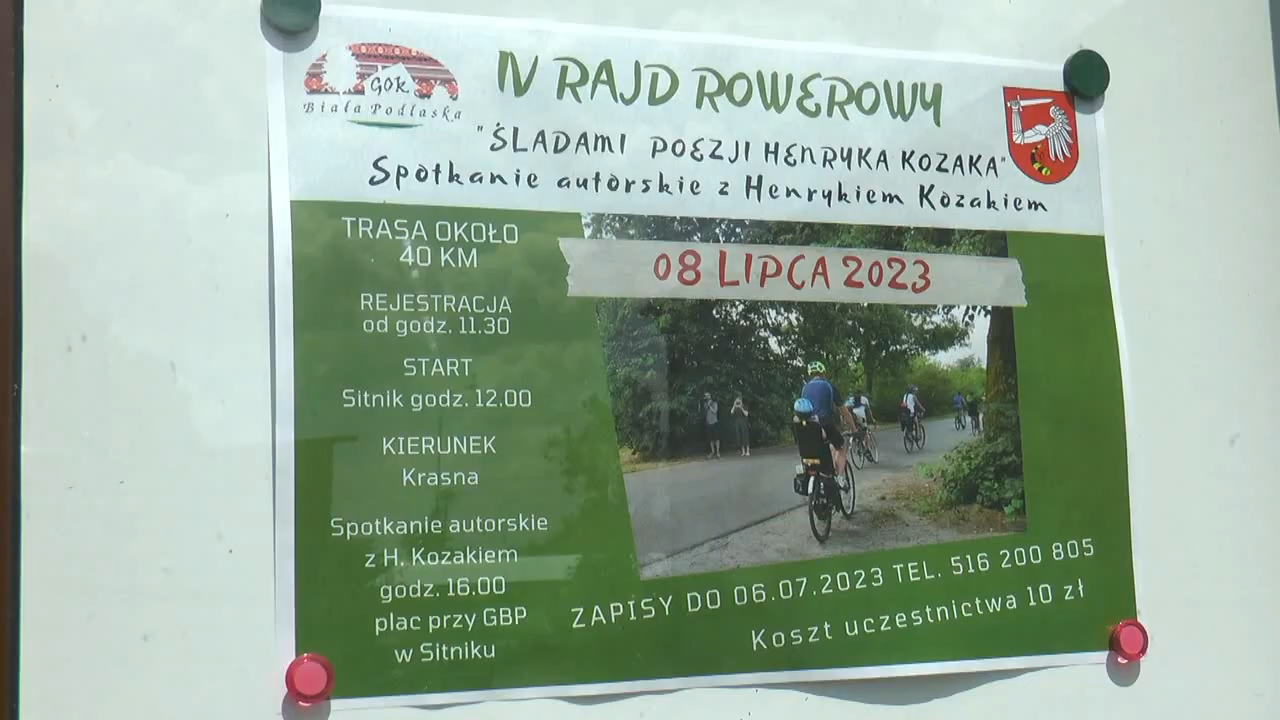 GOK
Biała Podlaska
IV RAJD ROWEROWY
"ŚLADAMI POEZJI HENRYKA KOZAKA"
Spotkanie autorskie z Henrykiem Kozakiem
08 LIPCA 2023
TRASA OKOŁO
40 KM
REJESTRACJA
od godz. 11.30
START
Sitnik godz. 12.00
KIERUNEK
Krasna
Spotkanie autorskie
z H. Kozakiem
godz. 16.00
plac przy GBP
w Sitniku
ZAPISY DO 06.07.2023 TEL. 516 200 805
Koszt uczestnictwa 10 zł